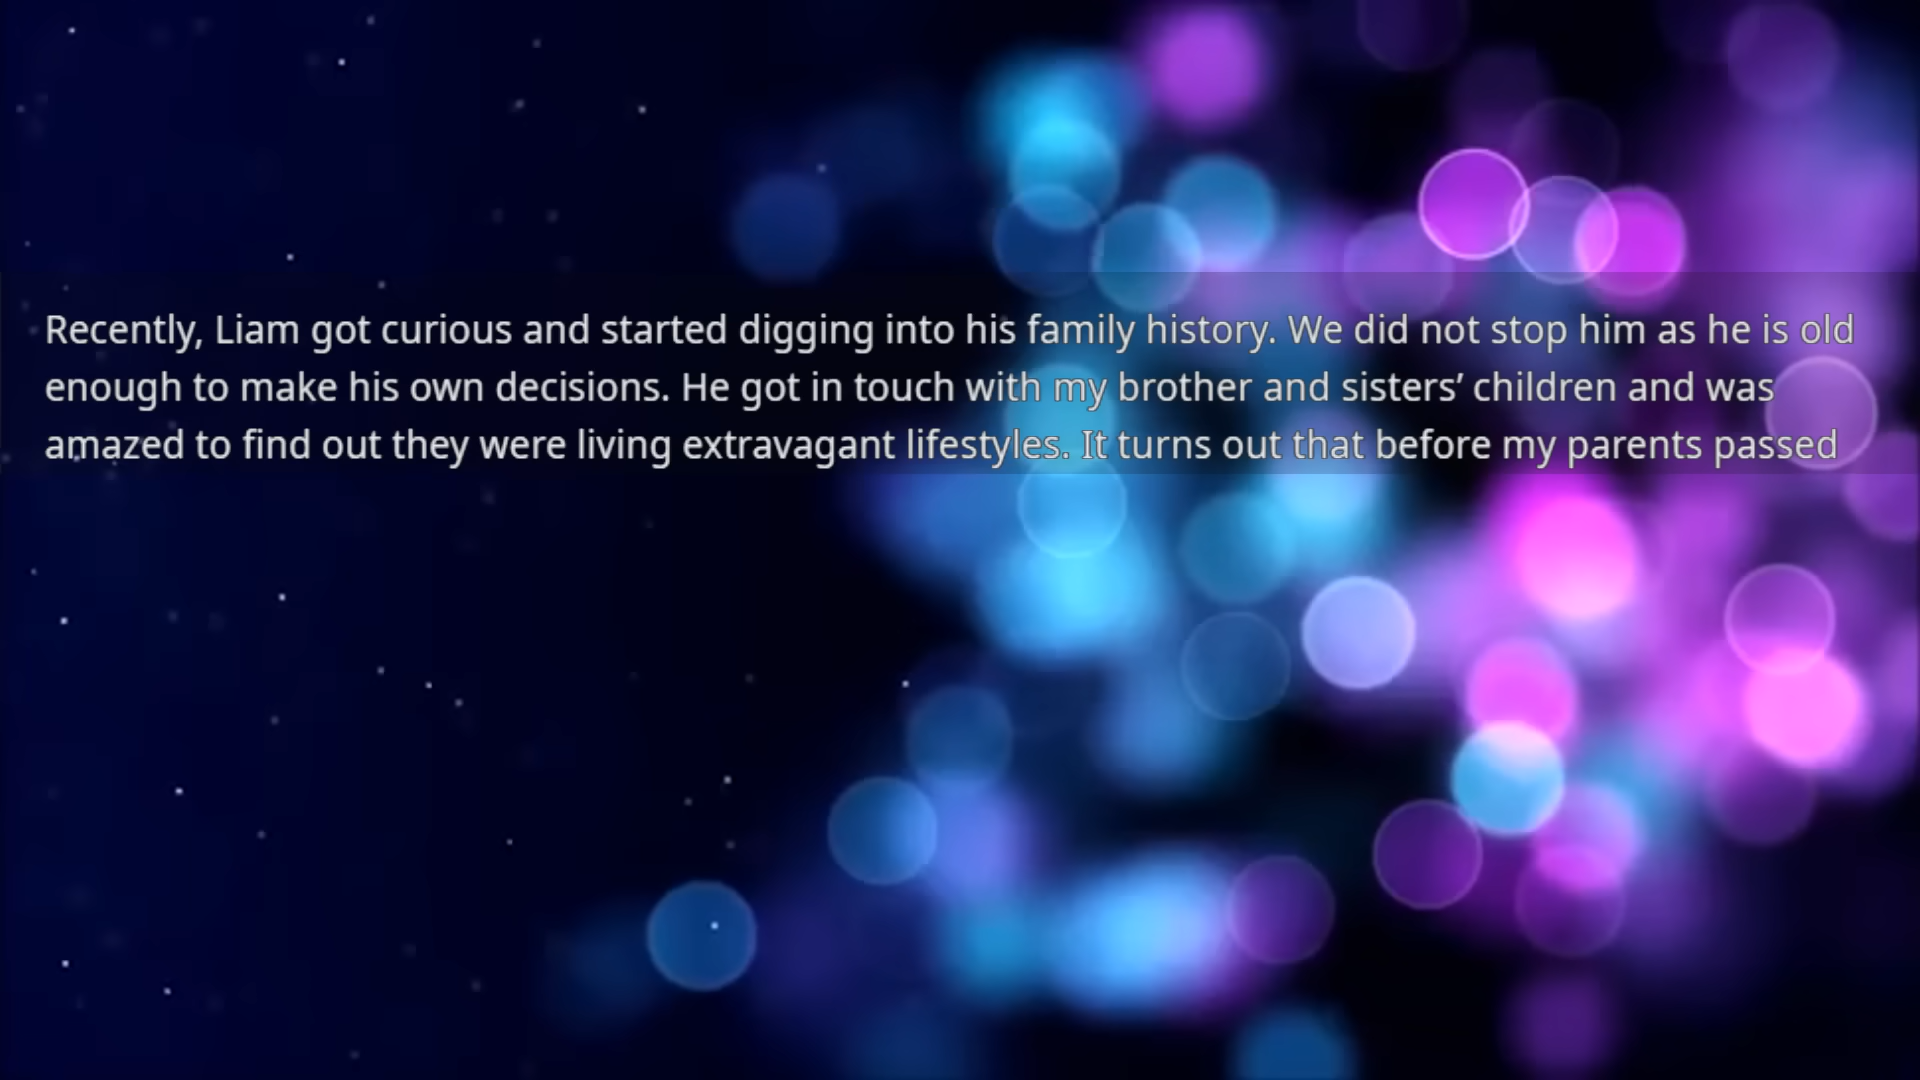 Recently, Liam got curious and started digging into his family history. We did not stop him as he is old
enough to make his own decisions. He got in touch with my brother and sisters’ children and was
amazed to find out they were living extravagant lifestyles. It turns out that before my parents passed